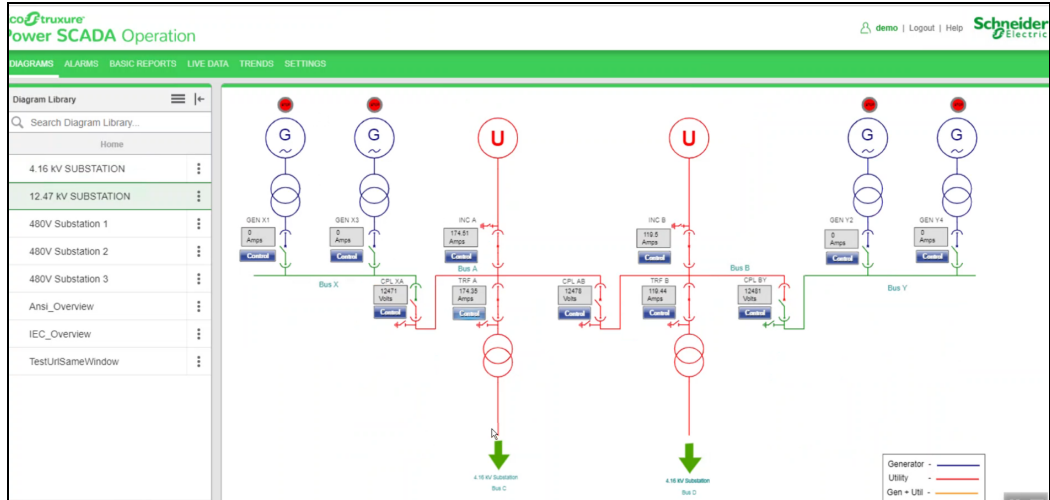 co truxure®
Power SCADA Operation
demo | Logout | Help
Schneider
Electric
DIAGRAMS ALARMS BASIC REPORTS LIVE DATA TRENDS SETTINGS
Diagram Library
Search Diagram Library...
Home
4.16 kV SUBSTATION
12.47 kV SUBSTATION
480V Substation 1
480V Substation 2
480V Substation 3
Ansi_Overview
IEC_Overview
TestUrlSameWindow
G G U U G G
GEN X1 GEN X3 INC A INC B GEN Y2 GEN Y4
0 0 174.51 119.5 0 0
Amps Amps Amps Amps Amps Amps
Control Control Control Control Control Control
Bus A Bus B
Bus X CPL XA TRF A CPL AB TRF B CPL BY Bus Y
12471 174.35 12478 119.44 12481
Volts Amps Volts Amps Volts
Control Control Control Control Control
4.16 kV Substation 4.16 kV Substation
Bus C Bus D
Generator -
Utility -
Gen + Util -